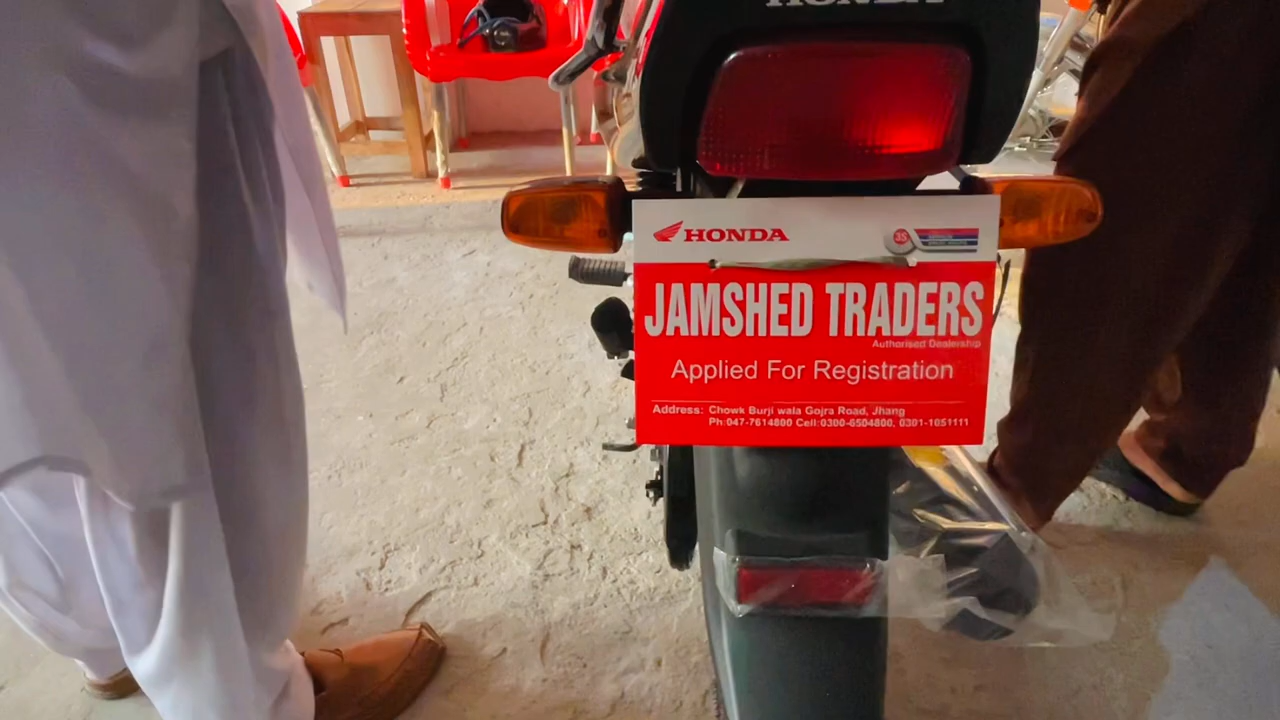 HONDA
HONDA
3S
JAMSHED TRADERS
Authorised Dealership
Applied For Registration
Address: Chowk Burji wala Gojra Road, Jhang
Ph:047-7614800 Cell:0300-6504800, 0301-1051111